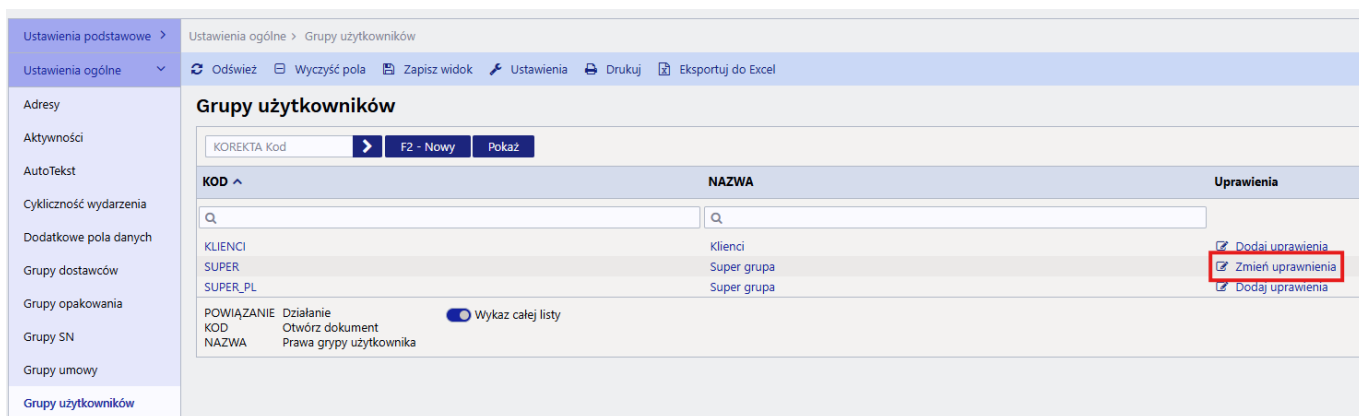 Ustawienia podstawowe
Ustawienia ogólne > Grupy użytkowników
Ustawienia ogólne
Odśwież Wyczyść pola Zapisz widok Ustawienia Drukuj Eksportuj do Excel
Adresy
Aktywności
AutoTekst
Cykliczność wydarzenia
Dodatkowe pola danych
Grupy dostawców
Grupy opakowania
Grupy SN
Grupy umowy
Grupy użytkowników
Grupy użytkowników
KOREKTA Kod F2 - Nowy Pokaż
KOD NAZWA Uprawienia
KLIENCI Klienci Dodaj uprawienia
SUPER Super grupa Zmień uprawnienia
SUPER_PL Super grupa Dodaj uprawienia
POWIĄZANIE Działanie Wykaz całej listy
KOD Otwórz dokument
NAZWA Prawa grypy użytkownika